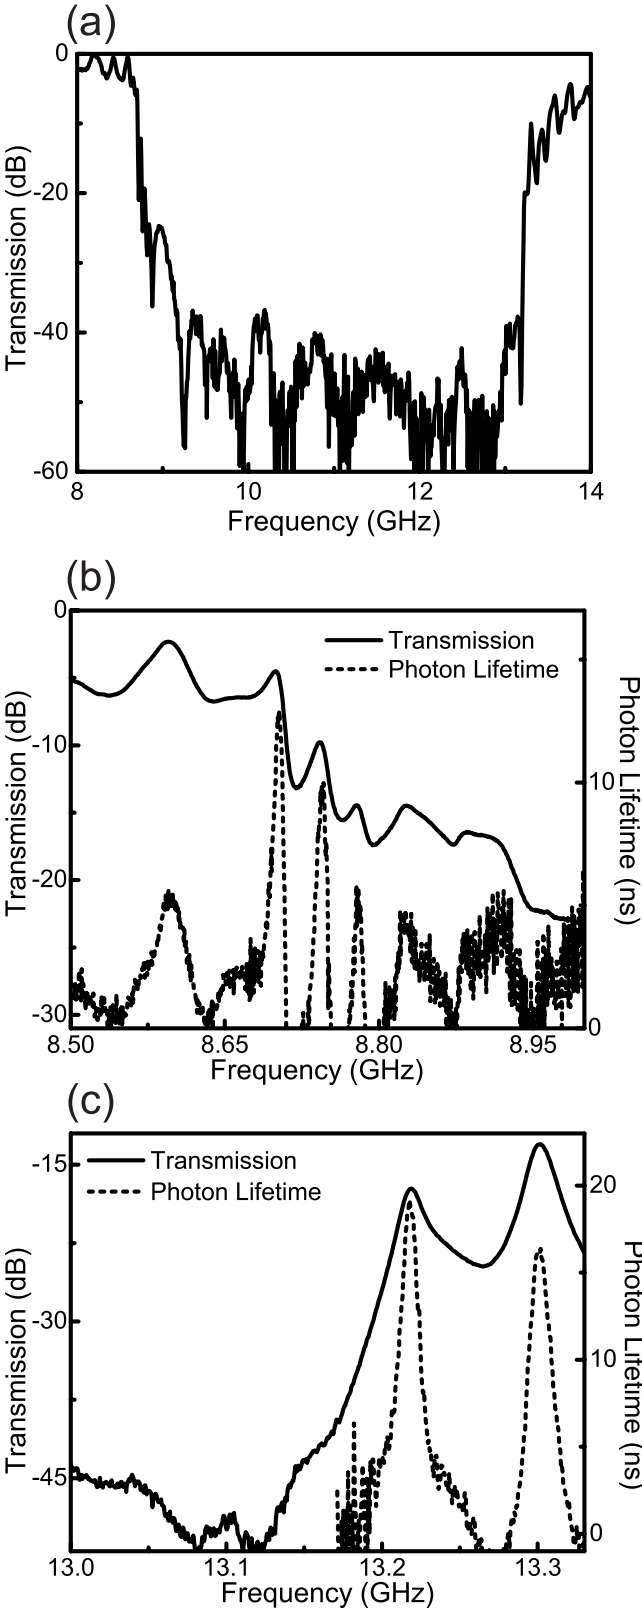 (a)
0
-20
-40
-60
Transmission (dB)
8
10
12
14
Frequency (GHz)
(b)
0
-10
-20
-30
Transmission (dB)
Transmission
Photon Lifetime
10
0
Photon Lifetime (ns)
8.50
8.65
8.80
8.95
Frequency (GHz)
(c)
-15
-30
-45
Transmission (dB)
Transmission
Photon Lifetime
20
10
0
Photon Lifetime (ns)
13.0
13.1
13.2
13.3
Frequency (GHz)